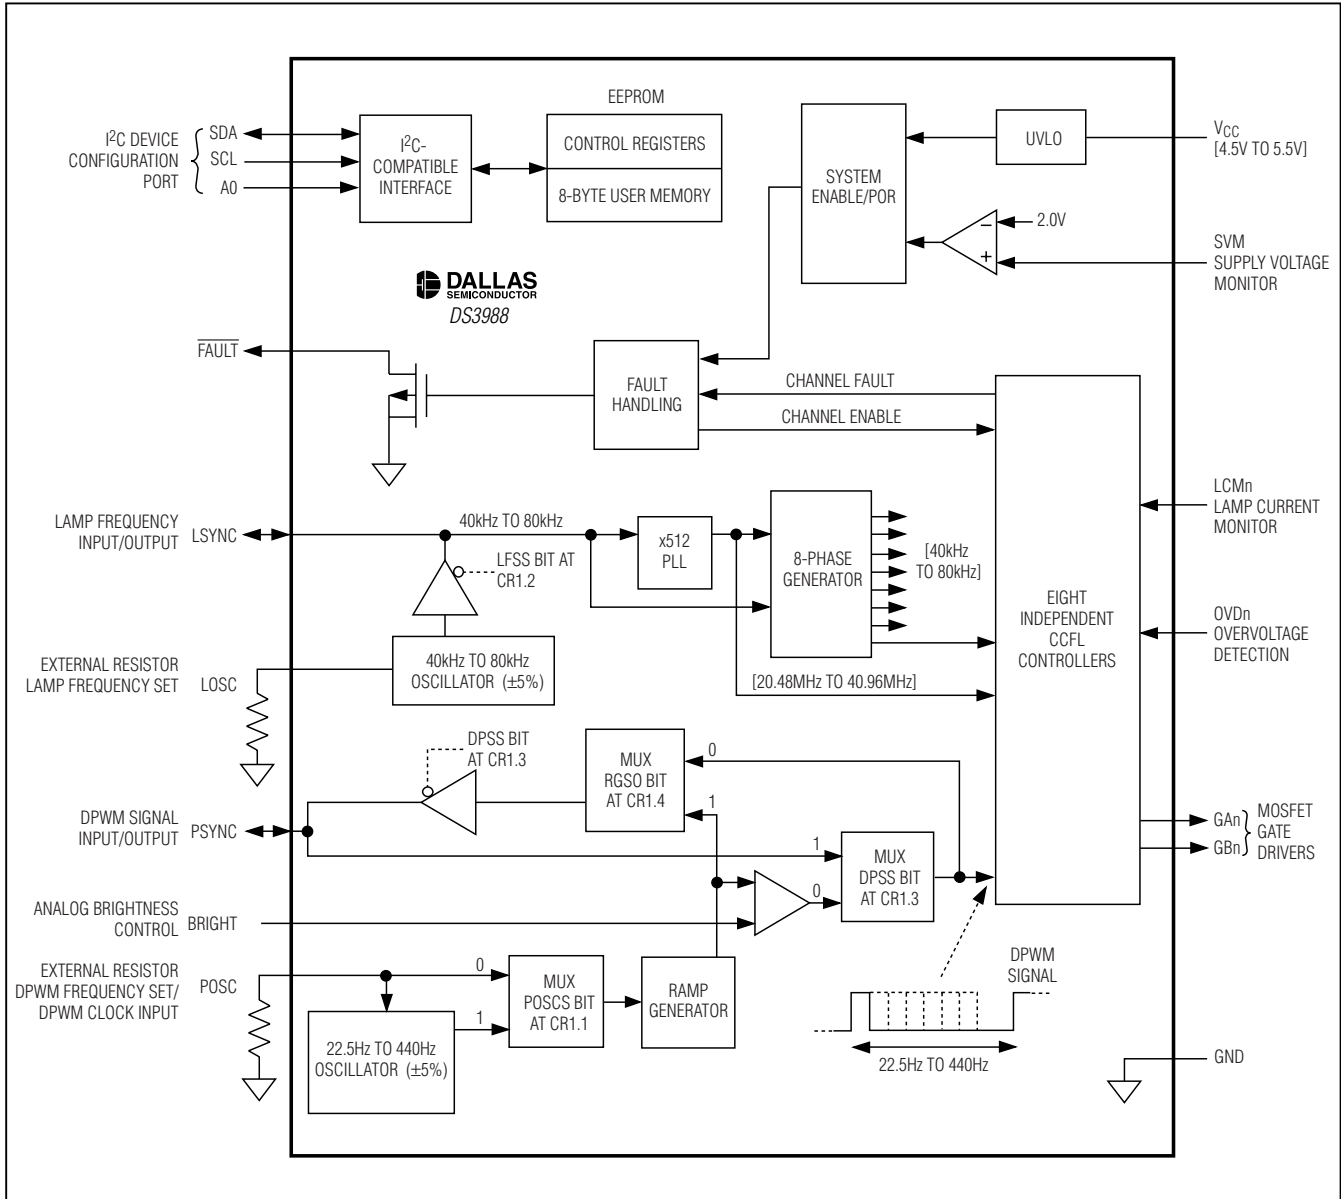 EEPROM
I²C DEVICE
CONFIGURATION
PORT
SDA
SCL
A0
I²C-
COMPATIBLE
INTERFACE
CONTROL REGISTERS
8-BYTE USER MEMORY
SYSTEM
ENABLE/POR
UVLO
VCC
[4.5V TO 5.5V]
2.0V
–
+
SVM
SUPPLY VOLTAGE
MONITOR
DALLAS
SEMICONDUCTOR
DS3988
FAULT
FAULT
HANDLING
CHANNEL FAULT
CHANNEL ENABLE
LAMP FREQUENCY
INPUT/OUTPUT
LSYNC
40kHz TO 80kHz
LFSS BIT AT
CR1.2
x512
PLL
8-PHASE
GENERATOR
[40kHz
TO 80kHz]
EIGHT
INDEPENDENT
CCFL
CONTROLLERS
LCMn
LAMP CURRENT
MONITOR
OVDn
OVERVOLTAGE
DETECTION
EXTERNAL RESISTOR
LAMP FREQUENCY SET
LOSC
40kHz TO 80kHz
OSCILLATOR (±5%)
[20.48MHz TO 40.96MHz]
DPSS BIT
AT CR1.3
MUX
RGSO BIT
AT CR1.4
0
1
DPWM SIGNAL
INPUT/OUTPUT
PSYNC
1
0
MUX
DPSS BIT
AT CR1.3
GAn
GBn
MOSFET
GATE
DRIVERS
ANALOG BRIGHTNESS
CONTROL
BRIGHT
EXTERNAL RESISTOR
DPWM FREQUENCY SET/
DPWM CLOCK INPUT
POSC
0
1
22.5Hz TO 440Hz
OSCILLATOR (±5%)
MUX
POSCS BIT
AT CR1.1
RAMP
GENERATOR
DPWM
SIGNAL
22.5Hz TO 440Hz
GND